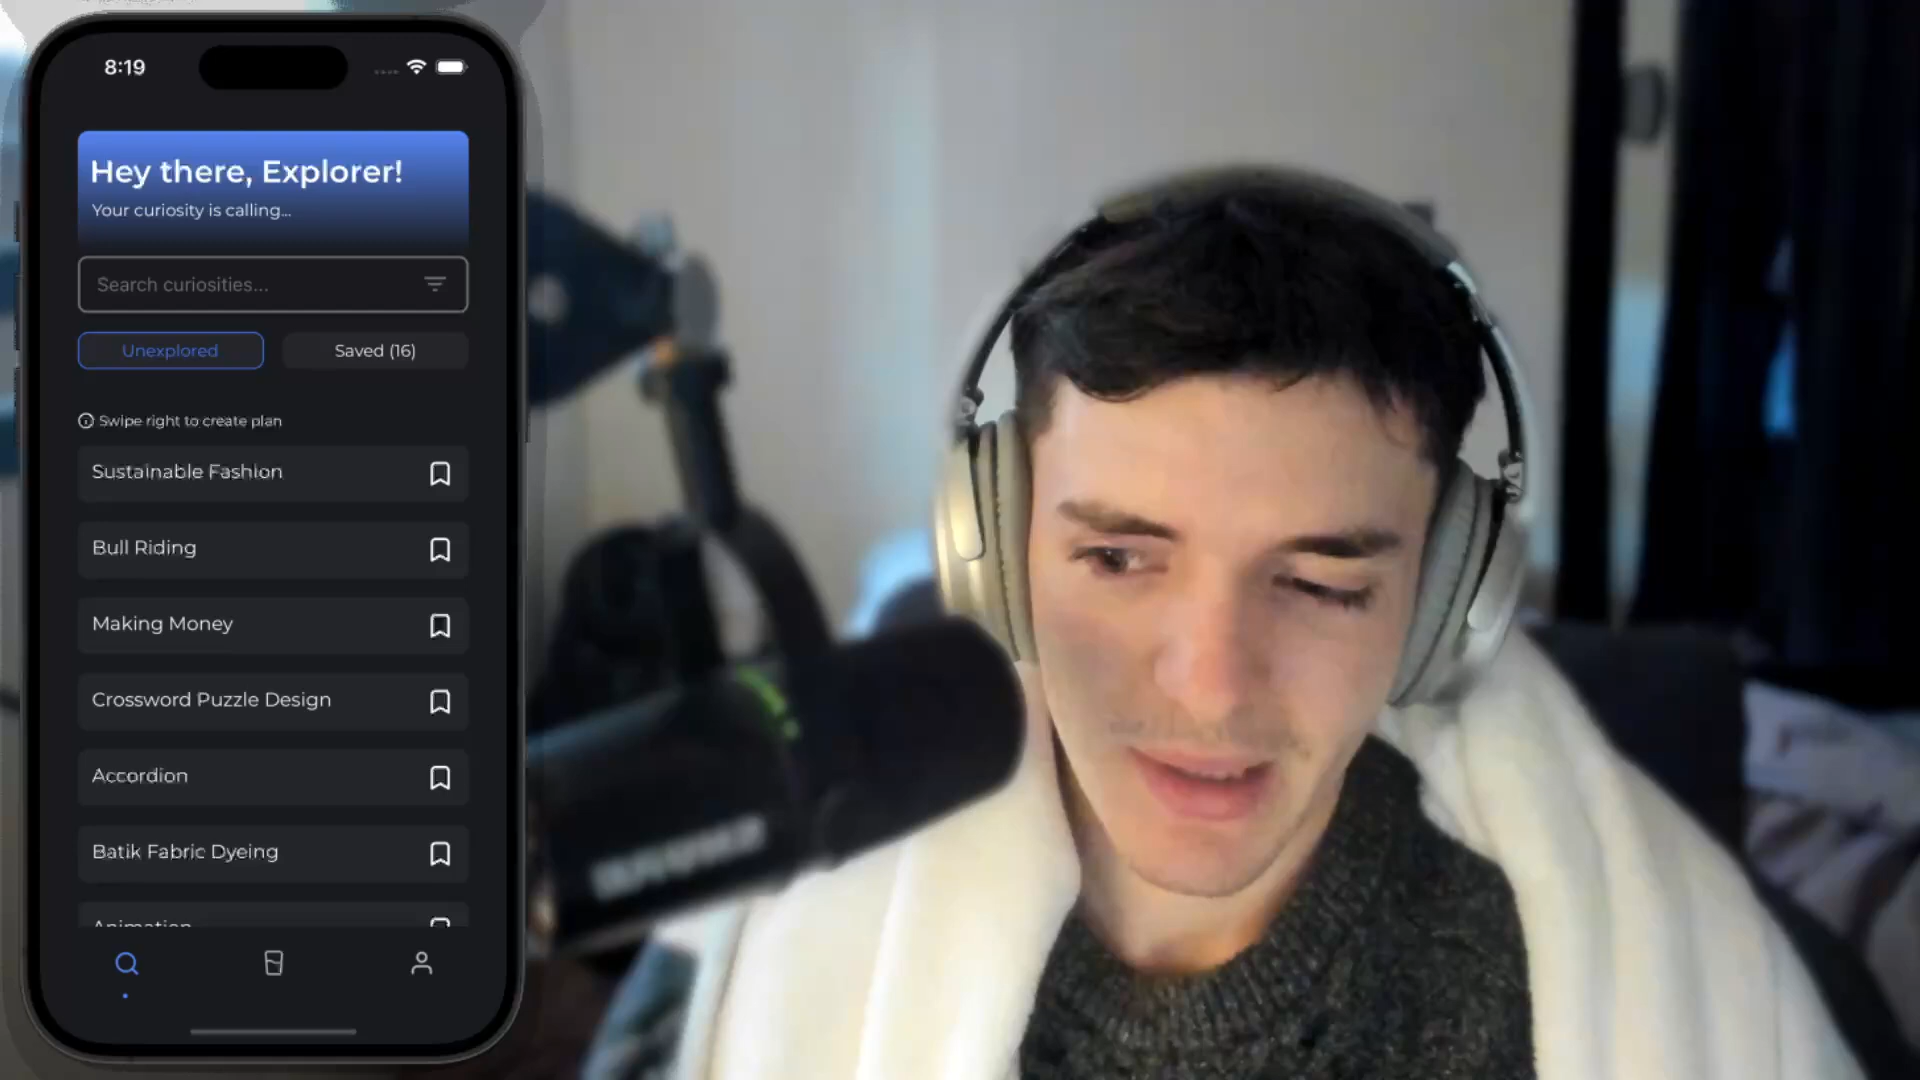 8:19
Hey there, Explorer!
Your curiosity is calling...
Search curiosities...
Unexplored
Saved (16)
Swipe right to create plan
Sustainable Fashion
Bull Riding
Making Money
Crossword Puzzle Design
Accordion
Batik Fabric Dyeing
Animation